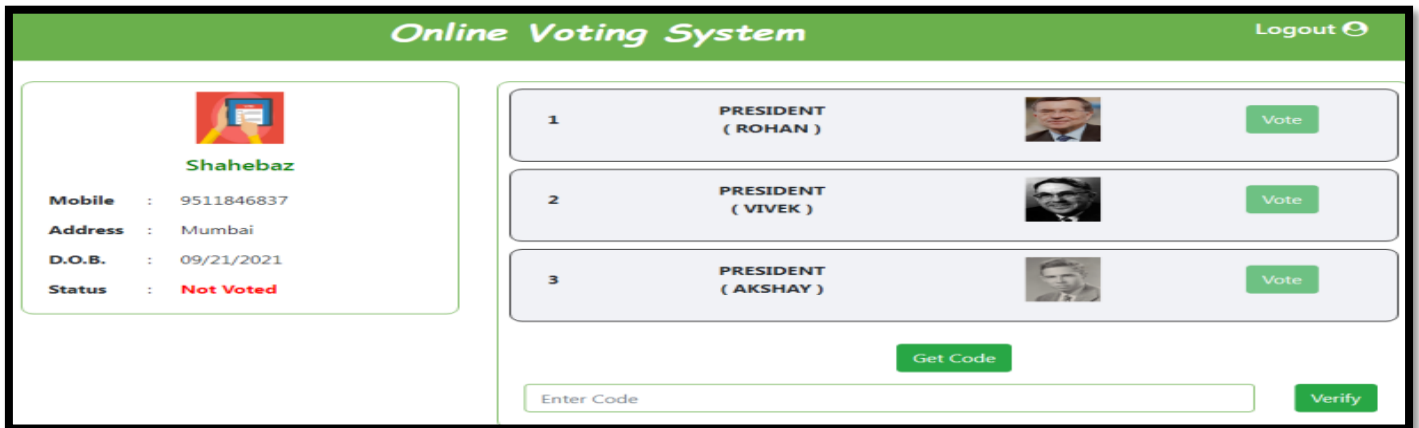 Online Voting System
Logout
Shahebaz
Mobile : 9511846837
Address : Mumbai
D.O.B. : 09/21/2021
Status : Not Voted
1 PRESIDENT
( ROHAN ) Vote
2 PRESIDENT
( VIVEK ) Vote
3 PRESIDENT
( AKSHAY ) Vote
Get Code
Enter Code Verify